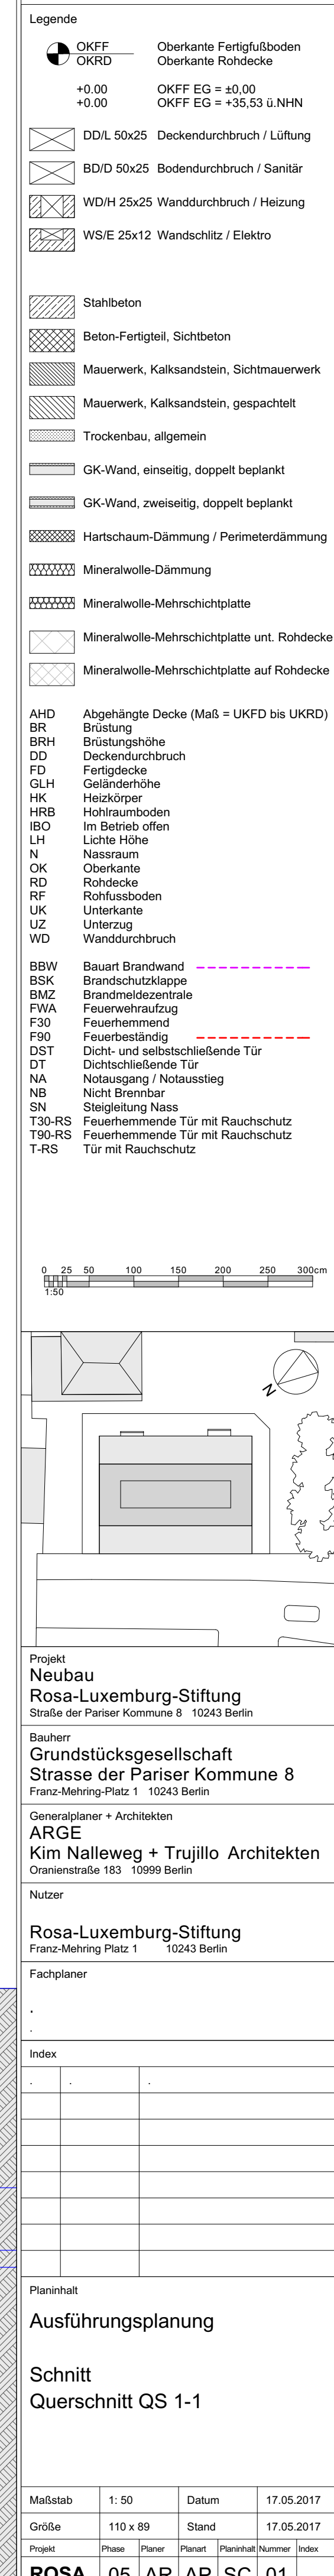 Legende
OKFF Oberkante Fertigfußboden
OKRD Oberkante Rohdecke
+0.00 OKFF EG = ±0,00
+0.00 OKFF EG = +35,53 ü.NHN
DD/L 50x25 Deckendurchbruch / Lüftung
BD/D 50x25 Bodendurchbruch / Sanitär
WD/H 25x25 Wanddurchbruch / Heizung
WS/E 25x12 Wandschlitz / Elektro
Stahlbeton
Beton-Fertigteil, Sichtbeton
Mauerwerk, Kalksandstein, Sichtmauerwerk
Mauerwerk, Kalksandstein, gespachtelt
Trockenbau, allgemein
GK-Wand, einseitig, doppelt beplankt
GK-Wand, zweiseitig, doppelt beplankt
Hartschaum-Dämmung / Perimeterdämmung
Mineralwolle-Dämmung
Mineralwolle-Mehrschichtplatte
Mineralwolle-Mehrschichtplatte unt. Rohdecke
Mineralwolle-Mehrschichtplatte auf Rohdecke
AHD Abgehängte Decke (Maß = UKFD bis UKRD)
BR Brüstung
BRH Brüstungshöhe
DD Deckendurchbruch
FD Fertigdecke
GLH Geländerhöhe
HK Heizkörper
HRB Hohlraumboden
IBO Im Betrieb offen
LH Lichte Höhe
N Nassraum
OK Oberkante
RD Rohdecke
RF Rohfussboden
UK Unterkante
UZ Unterzug
WD Wanddurchbruch
BBW Bauart Brandwand
BSK Brandschutzklappe
BMZ Brandmeldezentrale
FWA Feuerwehraufzug
F30 Feuerhemmend
F90 Feuerbeständig
DST Dicht- und selbstschließende Tür
DT Dichtschließende Tür
NA Notausgang / Notausstieg
NB Nicht Brennbar
SN Steigleitung Nass
T30-RS Feuerhemmende Tür mit Rauchschutz
T90-RS Feuerhemmende Tür mit Rauchschutz
T-RS Tür mit Rauchschutz
0 25 50 100 150 200 250 300cm
1:50
N
Projekt
Neubau
Rosa-Luxemburg-Stiftung
Straße der Pariser Kommune 8 10243 Berlin
Bauherr
Grundstücksgesellschaft
Strasse der Pariser Kommune 8
Franz-Mehring-Platz 1 10243 Berlin
Generalplaner + Architekten
ARGE
Kim Nalleweg + Trujillo Architekten
Oranienstraße 183 10999 Berlin
Nutzer
Rosa-Luxemburg-Stiftung
Franz-Mehring Platz 1 10243 Berlin
Fachplaner
.
.
Index
. . .
Planinhalt
Ausführungsplanung
Schnitt
Querschnitt QS 1-1
Maßstab 1: 50 Datum 17.05.2017
Größe 110 x 89 Stand 17.05.2017
Projekt Phase Planer Planart Planinhalt Nummer Index
ROSA 05 AR AP SC 01